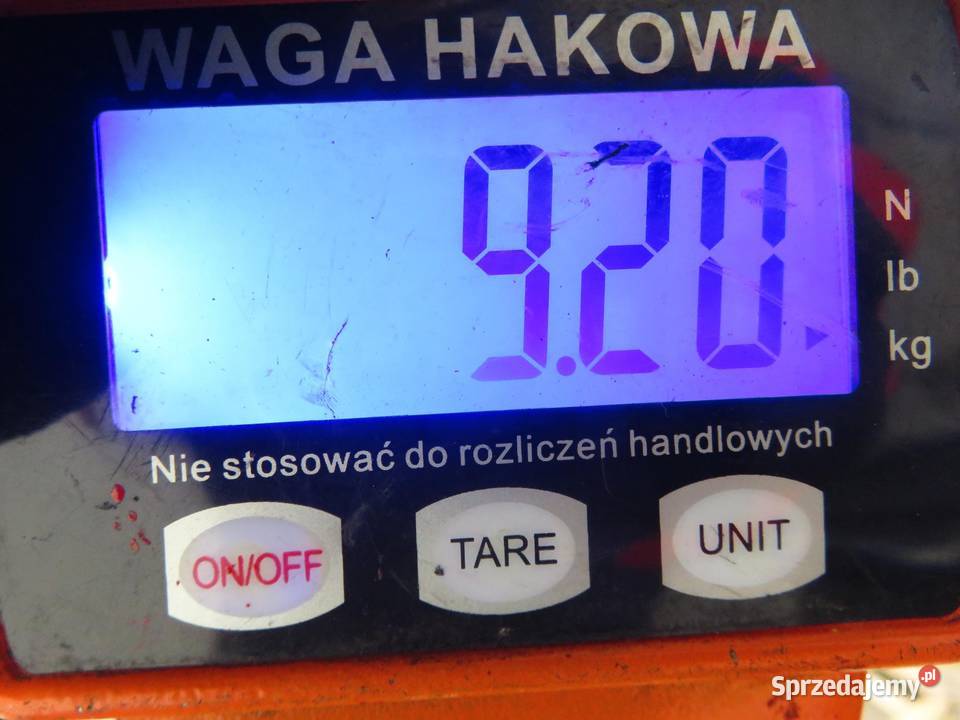 WAGA HAKOWA
9.20
N
lb
kg
Nie stosować do rozliczeń handlowych
ON/OFF TARE UNIT
Sprzedajemy.pl